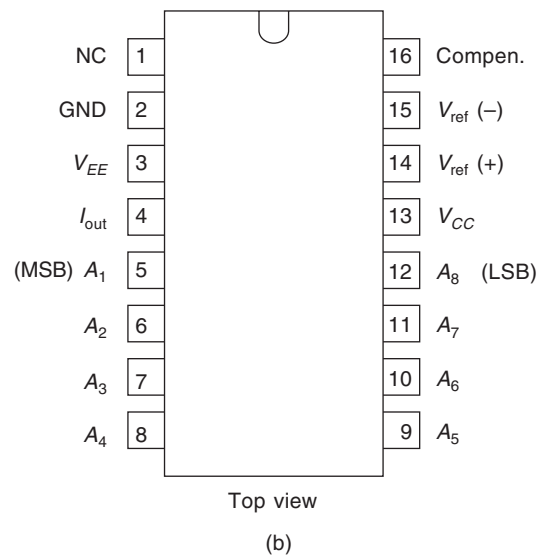 NC 1 16 Compen.
GND 2 15 Vref (–)
VEE 3 14 Vref (+)
Iout 4 13 VCC
(MSB) A1 5 12 A8 (LSB)
A2 6 11 A7
A3 7 10 A6
A4 8 9 A5
Top view
(b)